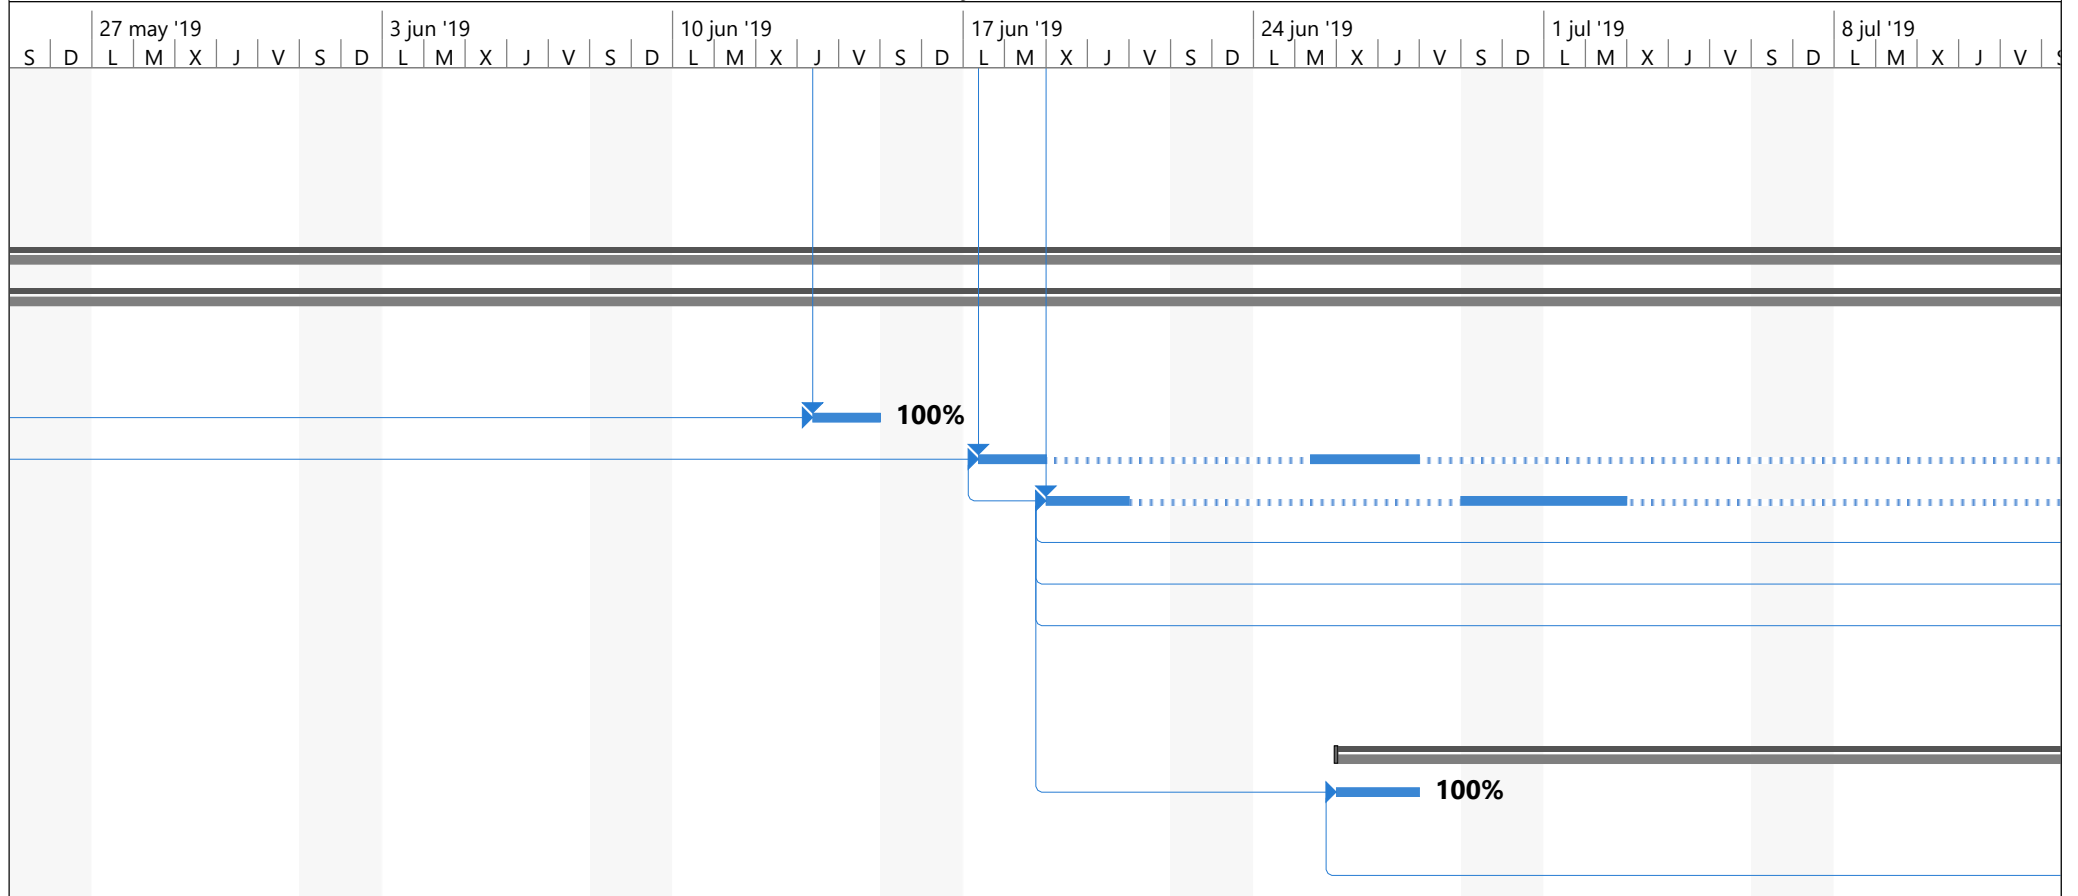 27 may '19 3 jun '19 10 jun '19 17 jun '19 24 jun '19 1 jul '19 8 jul '19
S D L M X J V S D L M X J V S D L M X J V S D L M X J V S D L M X J V S D L M X J V S D L M X J V S
100%
100%